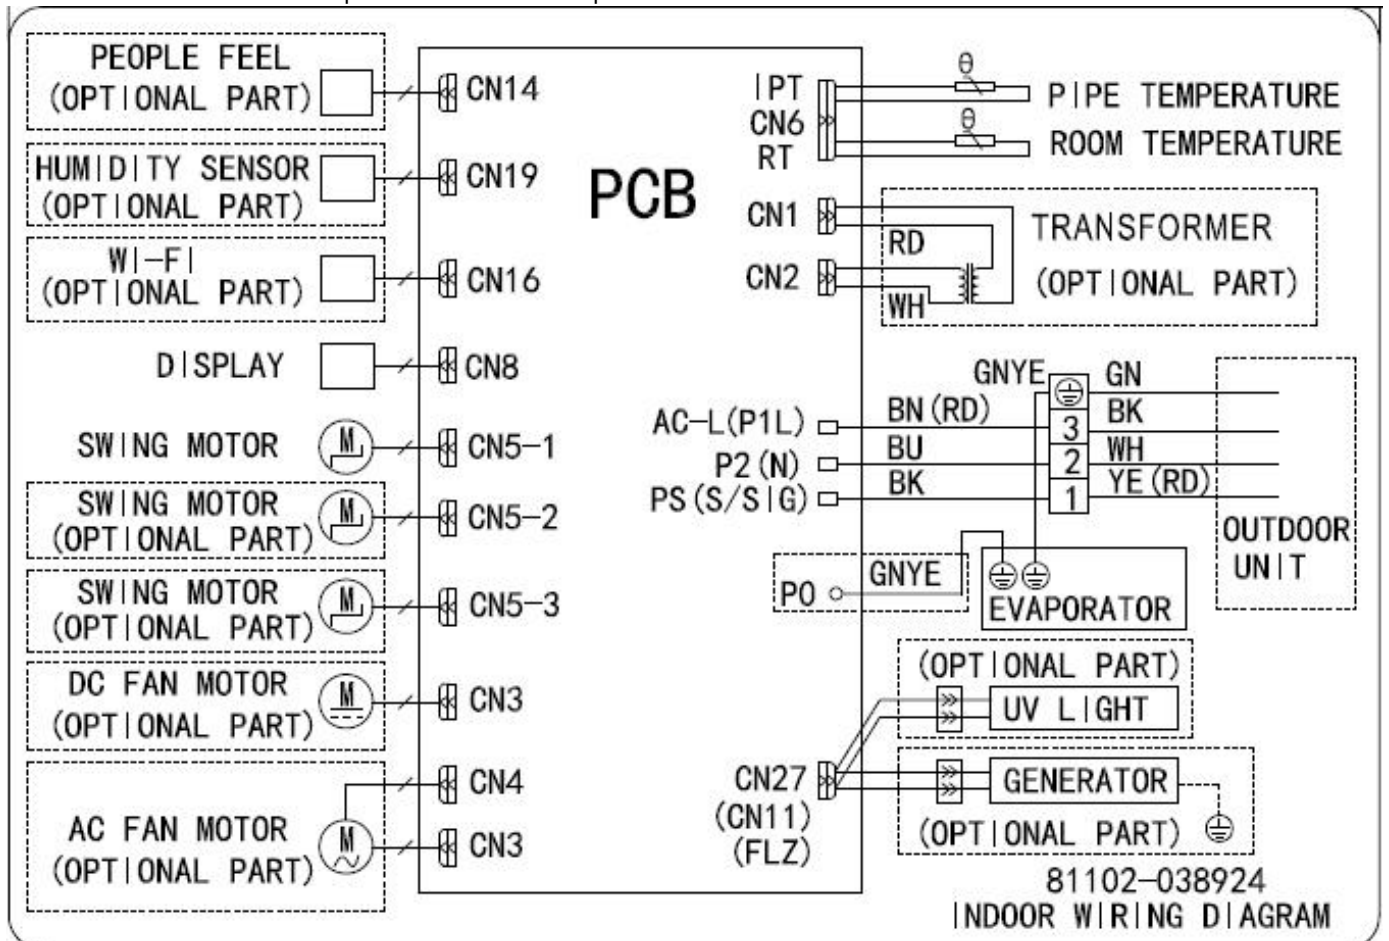 PEOPLE FEEL
(OPTIONAL PART)
CN14
HUMIDITY SENSOR
(OPTIONAL PART)
CN19
WI-FI
(OPTIONAL PART)
CN16
DISPLAY
CN8
SWING MOTOR
M
CN5-1
SWING MOTOR
(OPTIONAL PART)
M
CN5-2
SWING MOTOR
(OPTIONAL PART)
M
CN5-3
DC FAN MOTOR
(OPTIONAL PART)
M
CN3
AC FAN MOTOR
(OPTIONAL PART)
M
CN4
CN3
PCB
IPT
CN6
RT
θ
PIPE TEMPERATURE
θ
ROOM TEMPERATURE
CN1
CN2
RD
WH
TRANSFORMER
(OPTIONAL PART)
AC-L(P1L)
P2(N)
PS(S/SIG)
BN(RD)
BU
BK
GNYE
3
2
1
GN
BK
WH
YE(RD)
OUTDOOR
UNIT
P0
GNYE
EVAPORATOR
(OPTIONAL PART)
UV LIGHT
CN27
(CN11)
(FLZ)
GENERATOR
(OPTIONAL PART)
81102-038924
INDOOR WIRING DIAGRAM